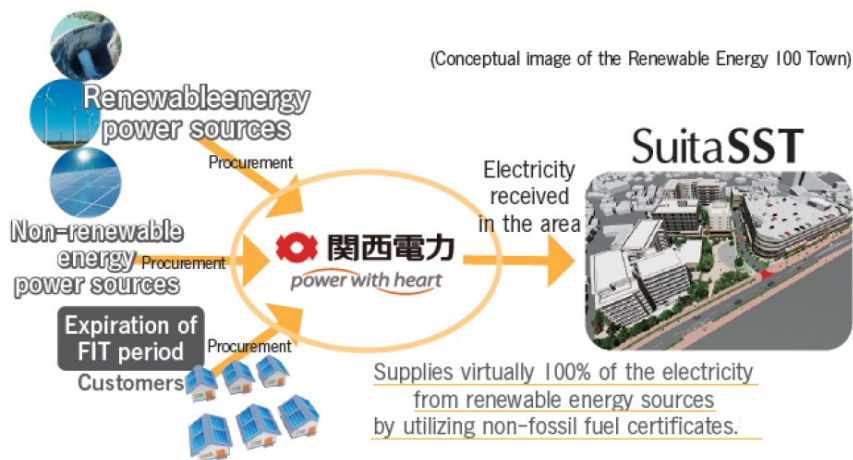 (Conceptual image of the Renewable Energy 100 Town)
Renewableenergy
power sources
Procurement
Non-renewable
energy
power sources
Procurement
Expiration of
FIT period
Customers
Procurement
関西電力
power with heart
Electricity
received
in the area
SuitaSST
Supplies virtually 100% of the electricity
from renewable energy sources
by utilizing non-fossil fuel certificates.